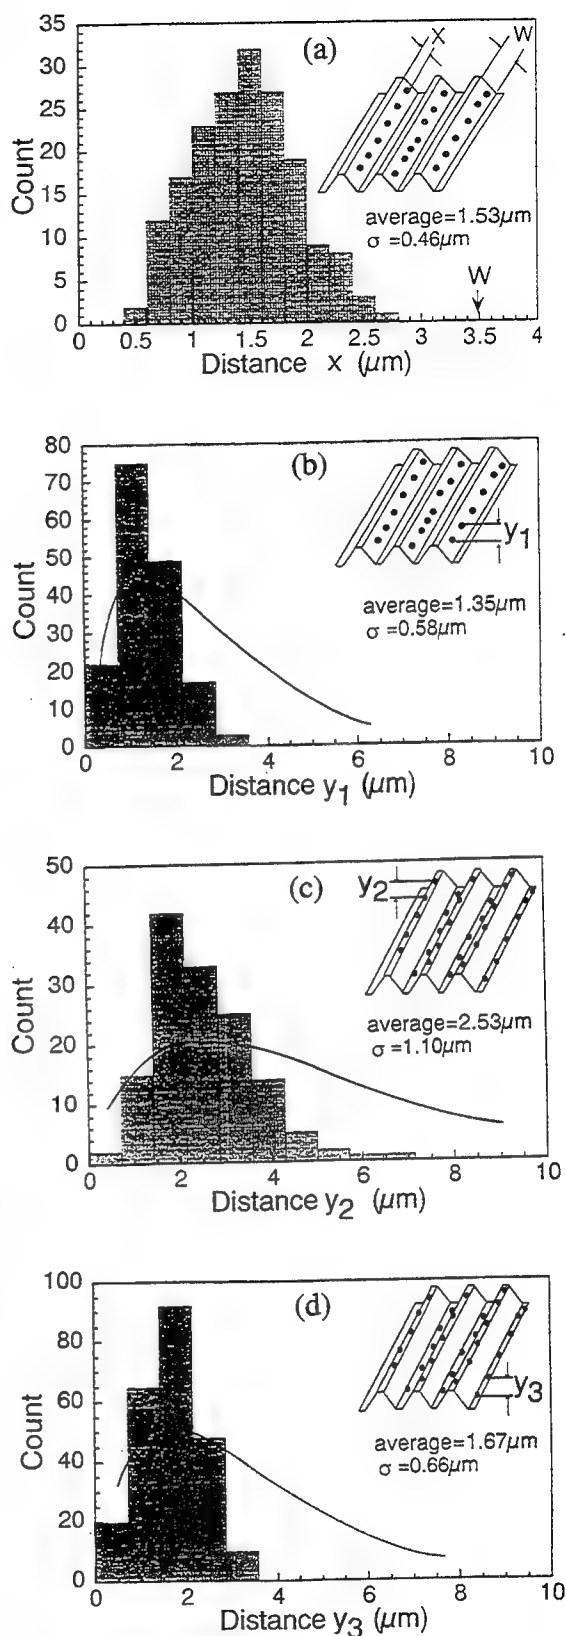 (a)
X W
35
30
25
20
15
10
5
0
Count
average=1.53µm
σ =0.46µm
W
0 0.5 1 1.5 2 2.5 3 3.5 4
Distance x (µm)
(b)
80
70
60
50
40
30
20
10
0
Count
y1
average=1.35µm
σ =0.58µm
0 2 4 6 8 10
Distance y1 (µm)
(c)
50
40
30
20
10
0
Count
y2
average=2.53µm
σ =1.10µm
0 2 4 6 8 10
Distance y2 (µm)
(d)
100
80
60
40
20
0
Count
y3
average=1.67µm
σ =0.66µm
0 2 4 6 8 10
Distance y3 (µm)